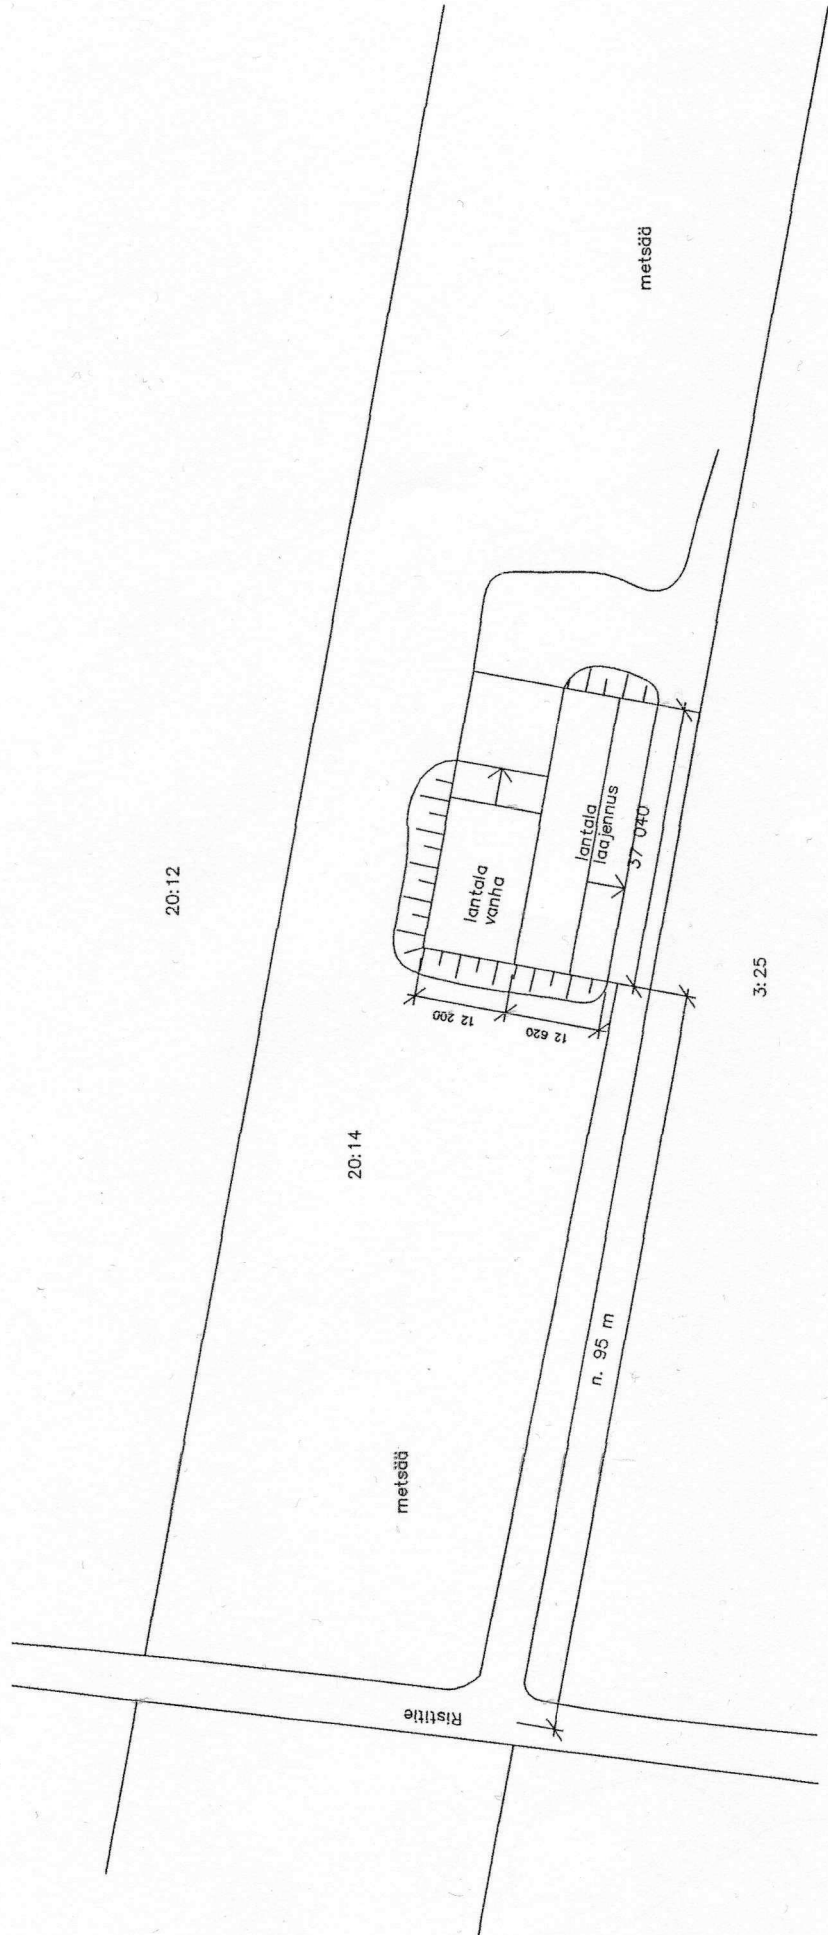 metsää
20:12
lantala
vanha
lantala
laajennus
37 040
12 200
12 620
3:25
20:14
n. 95 m
metsää
Ristitie